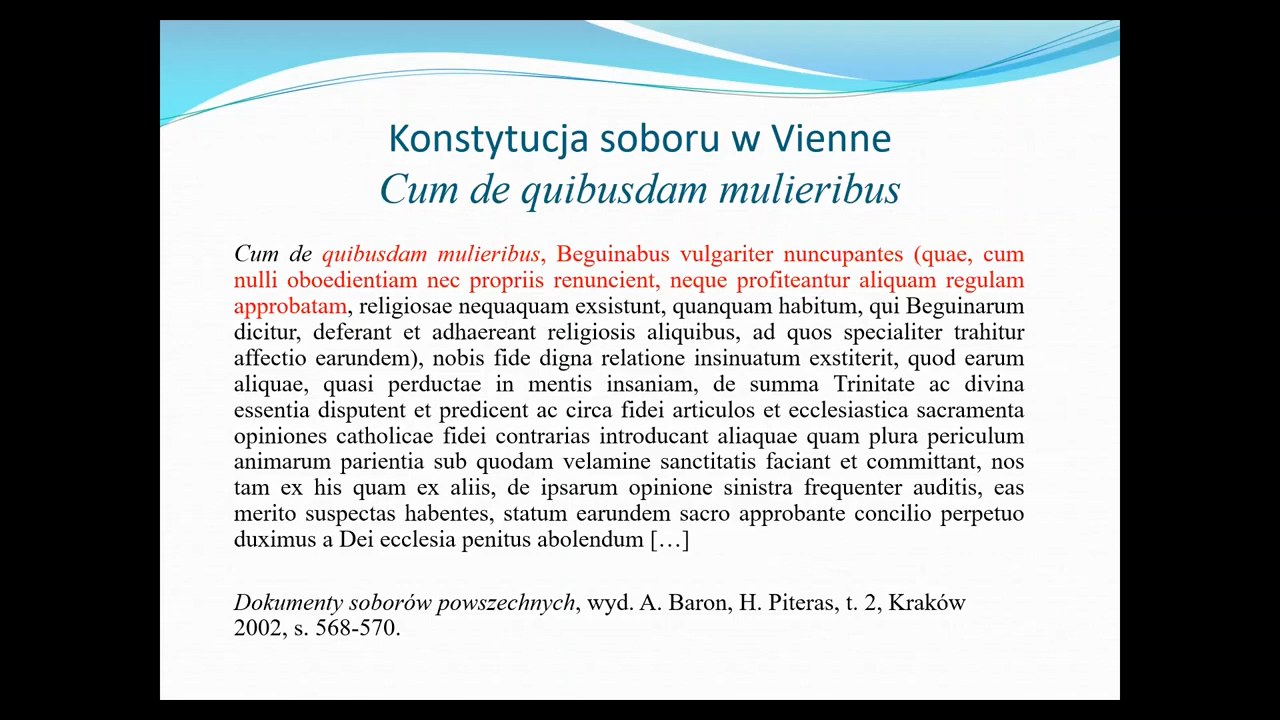 Konstytucja soboru w Vienne
Cum de quibusdam mulieribus
Cum de quibusdam mulieribus, Beguinabus vulgariter nuncupantes (quae, cum
nulli oboedientiam nec propriis renuncient, neque profiteantur aliquam regulam
approbatam, religiosae nequaquam exsistunt, quanquam habitum, qui Beguinarum
dicitur, deferant et adhaereant religiosis aliquibus, ad quos specialiter trahitur
affectio earundem), nobis fide digna relatione insinuatum exstiterit, quod earum
aliquae, quasi perductae in mentis insaniam, de summa Trinitate ac divina
essentia disputent et predicent ac circa fidei articulos et ecclesiastica sacramenta
opiniones catholicae fidei contrarias introducant aliaquae quam plura periculum
animarum parientia sub quodam velamine sanctitatis faciant et committant, nos
tam ex his quam ex aliis, de ipsarum opinione sinistra frequenter auditis, eas
merito suspectas habentes, statum earundem sacro approbante concilio perpetuo
duximus a Dei ecclesia penitus abolendum […]
Dokumenty soborów powszechnych, wyd. A. Baron, H. Piteras, t. 2, Kraków
2002, s. 568-570.